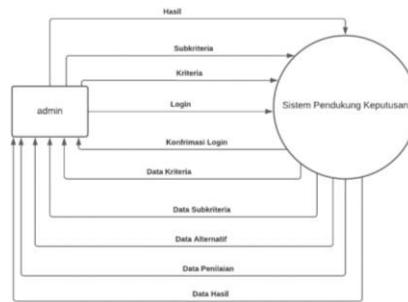 Hasil
Subkriteria
Kriteria
Login
admin
Sistem Pendukung Keputusan
Konfrimasi Login
Data Kriteria
Data Subkriteria
Data Alternatif
Data Penilaian
Data Hasil